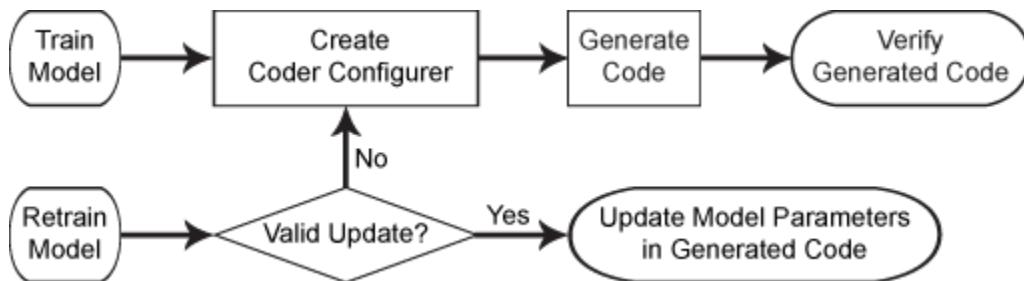 Train
Model
Create
Coder Configurer
Generate
Code
Verify
Generated Code
No
Retrain
Model
Valid Update?
Yes
Update Model Parameters
in Generated Code